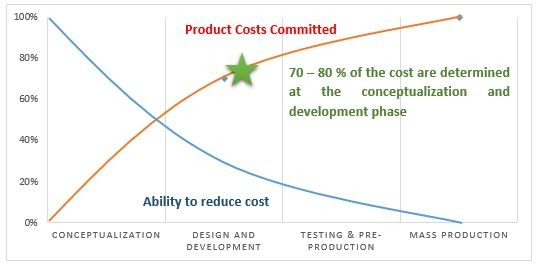 100%
80%
60%
40%
20%
0%
Product Costs Committed
70 – 80 % of the cost are determined
at the conceptualization and
development phase
Ability to reduce cost
CONCEPTUALIZATION
DESIGN AND
DEVELOPMENT
TESTING & PRE-
PRODUCTION
MASS PRODUCTION